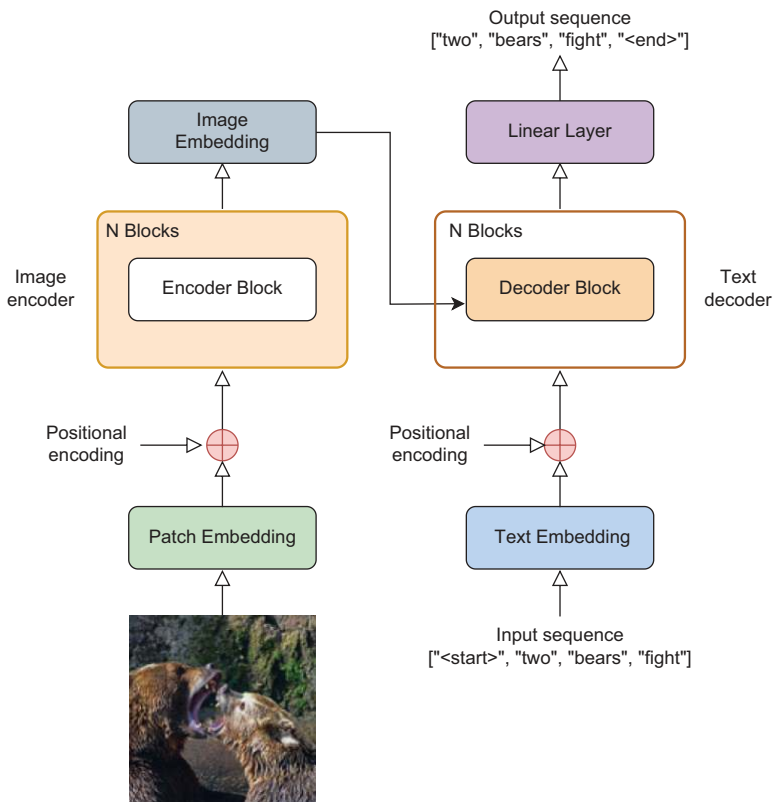 Output sequence
["two", "bears", "fight", "<end>"]
Image
Embedding
Linear Layer
N Blocks
N Blocks
Image
encoder
Encoder Block
Decoder Block
Text
decoder
Positional
encoding
Positional
encoding
Patch Embedding
Text Embedding
Input sequence
["<start>", "two", "bears", "fight"]